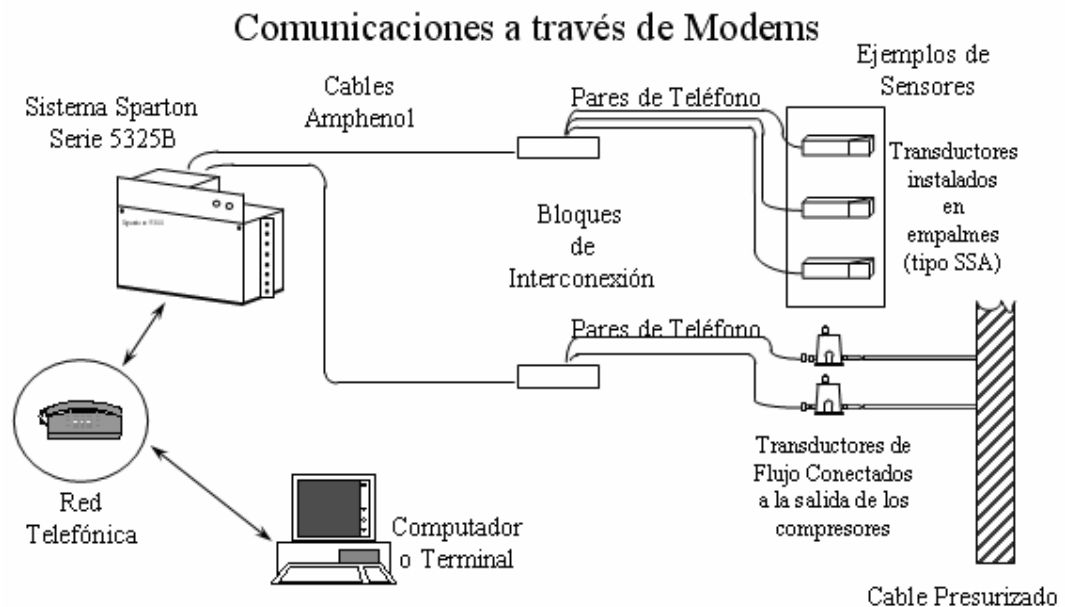 Comunicaciones a través de Modems
Sistema Sparton
Serie 5325B
Cables
Amphenol
Pares de Teléfono
Ejemplos de
Sensores
Transductores
instalados
en
empalmes
(tipo SSA)
Bloques
de
Interconexión
Pares de Teléfono
Transductores de
Flujo Conectados
a la salida de los
compresores
Red
Telefónica
Computador
o Terminal
Cable Presurizado